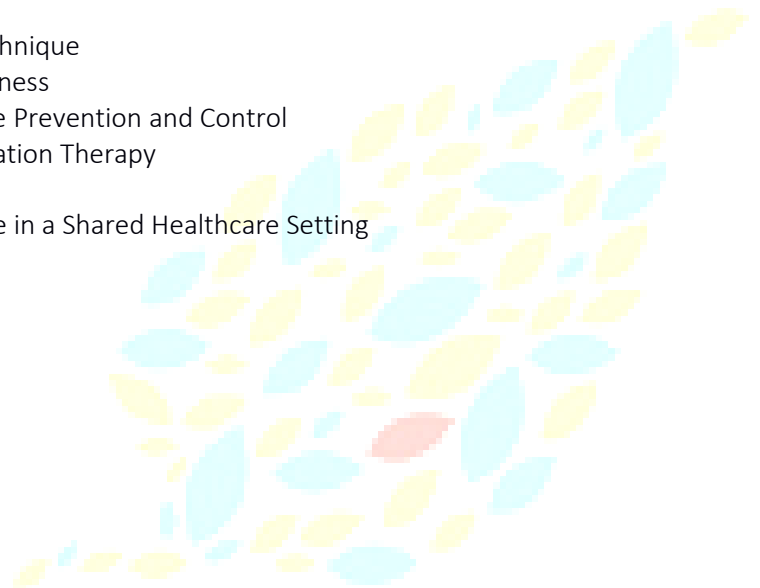 hnique
ness
e Prevention and Control
ation Therapy
e in a Shared Healthcare Setting